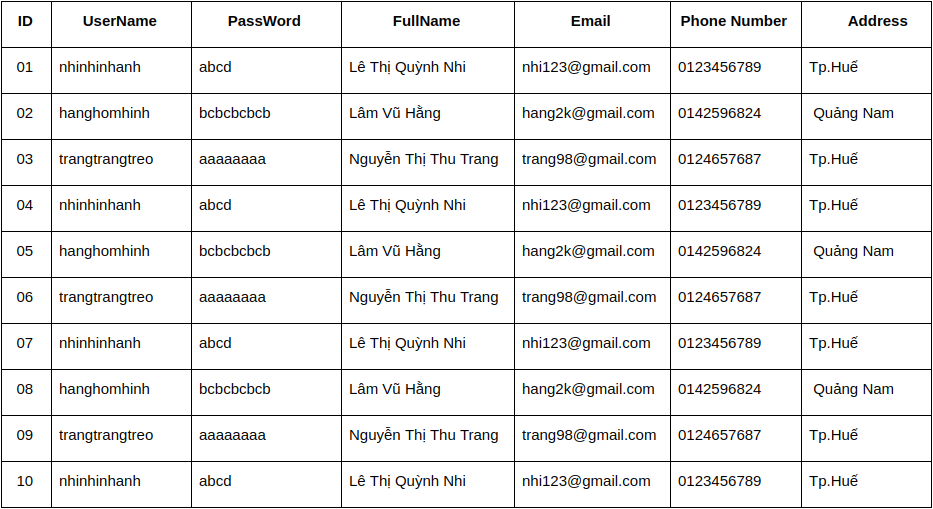 ID UserName PassWord FullName Email Phone Number Address
01 nhinhinhanh abcd Lê Thị Quỳnh Nhi nhi123@gmail.com 0123456789 Tp.Huế
02 hanghomhinh bcbcbcbcb Lâm Vũ Hằng hang2k@gmail.com 0142596824 Quảng Nam
03 trangtrangtreo aaaaaaaa Nguyễn Thị Thu Trang trang98@gmail.com 0124657687 Tp.Huế
04 nhinhinhanh abcd Lê Thị Quỳnh Nhi nhi123@gmail.com 0123456789 Tp.Huế
05 hanghomhinh bcbcbcbcb Lâm Vũ Hằng hang2k@gmail.com 0142596824 Quảng Nam
06 trangtrangtreo aaaaaaaa Nguyễn Thị Thu Trang trang98@gmail.com 0124657687 Tp.Huế
07 nhinhinhanh abcd Lê Thị Quỳnh Nhi nhi123@gmail.com 0123456789 Tp.Huế
08 hanghomhinh bcbcbcbcb Lâm Vũ Hằng hang2k@gmail.com 0142596824 Quảng Nam
09 trangtrangtreo aaaaaaaa Nguyễn Thị Thu Trang trang98@gmail.com 0124657687 Tp.Huế
10 nhinhinhanh abcd Lê Thị Quỳnh Nhi nhi123@gmail.com 0123456789 Tp.Huế